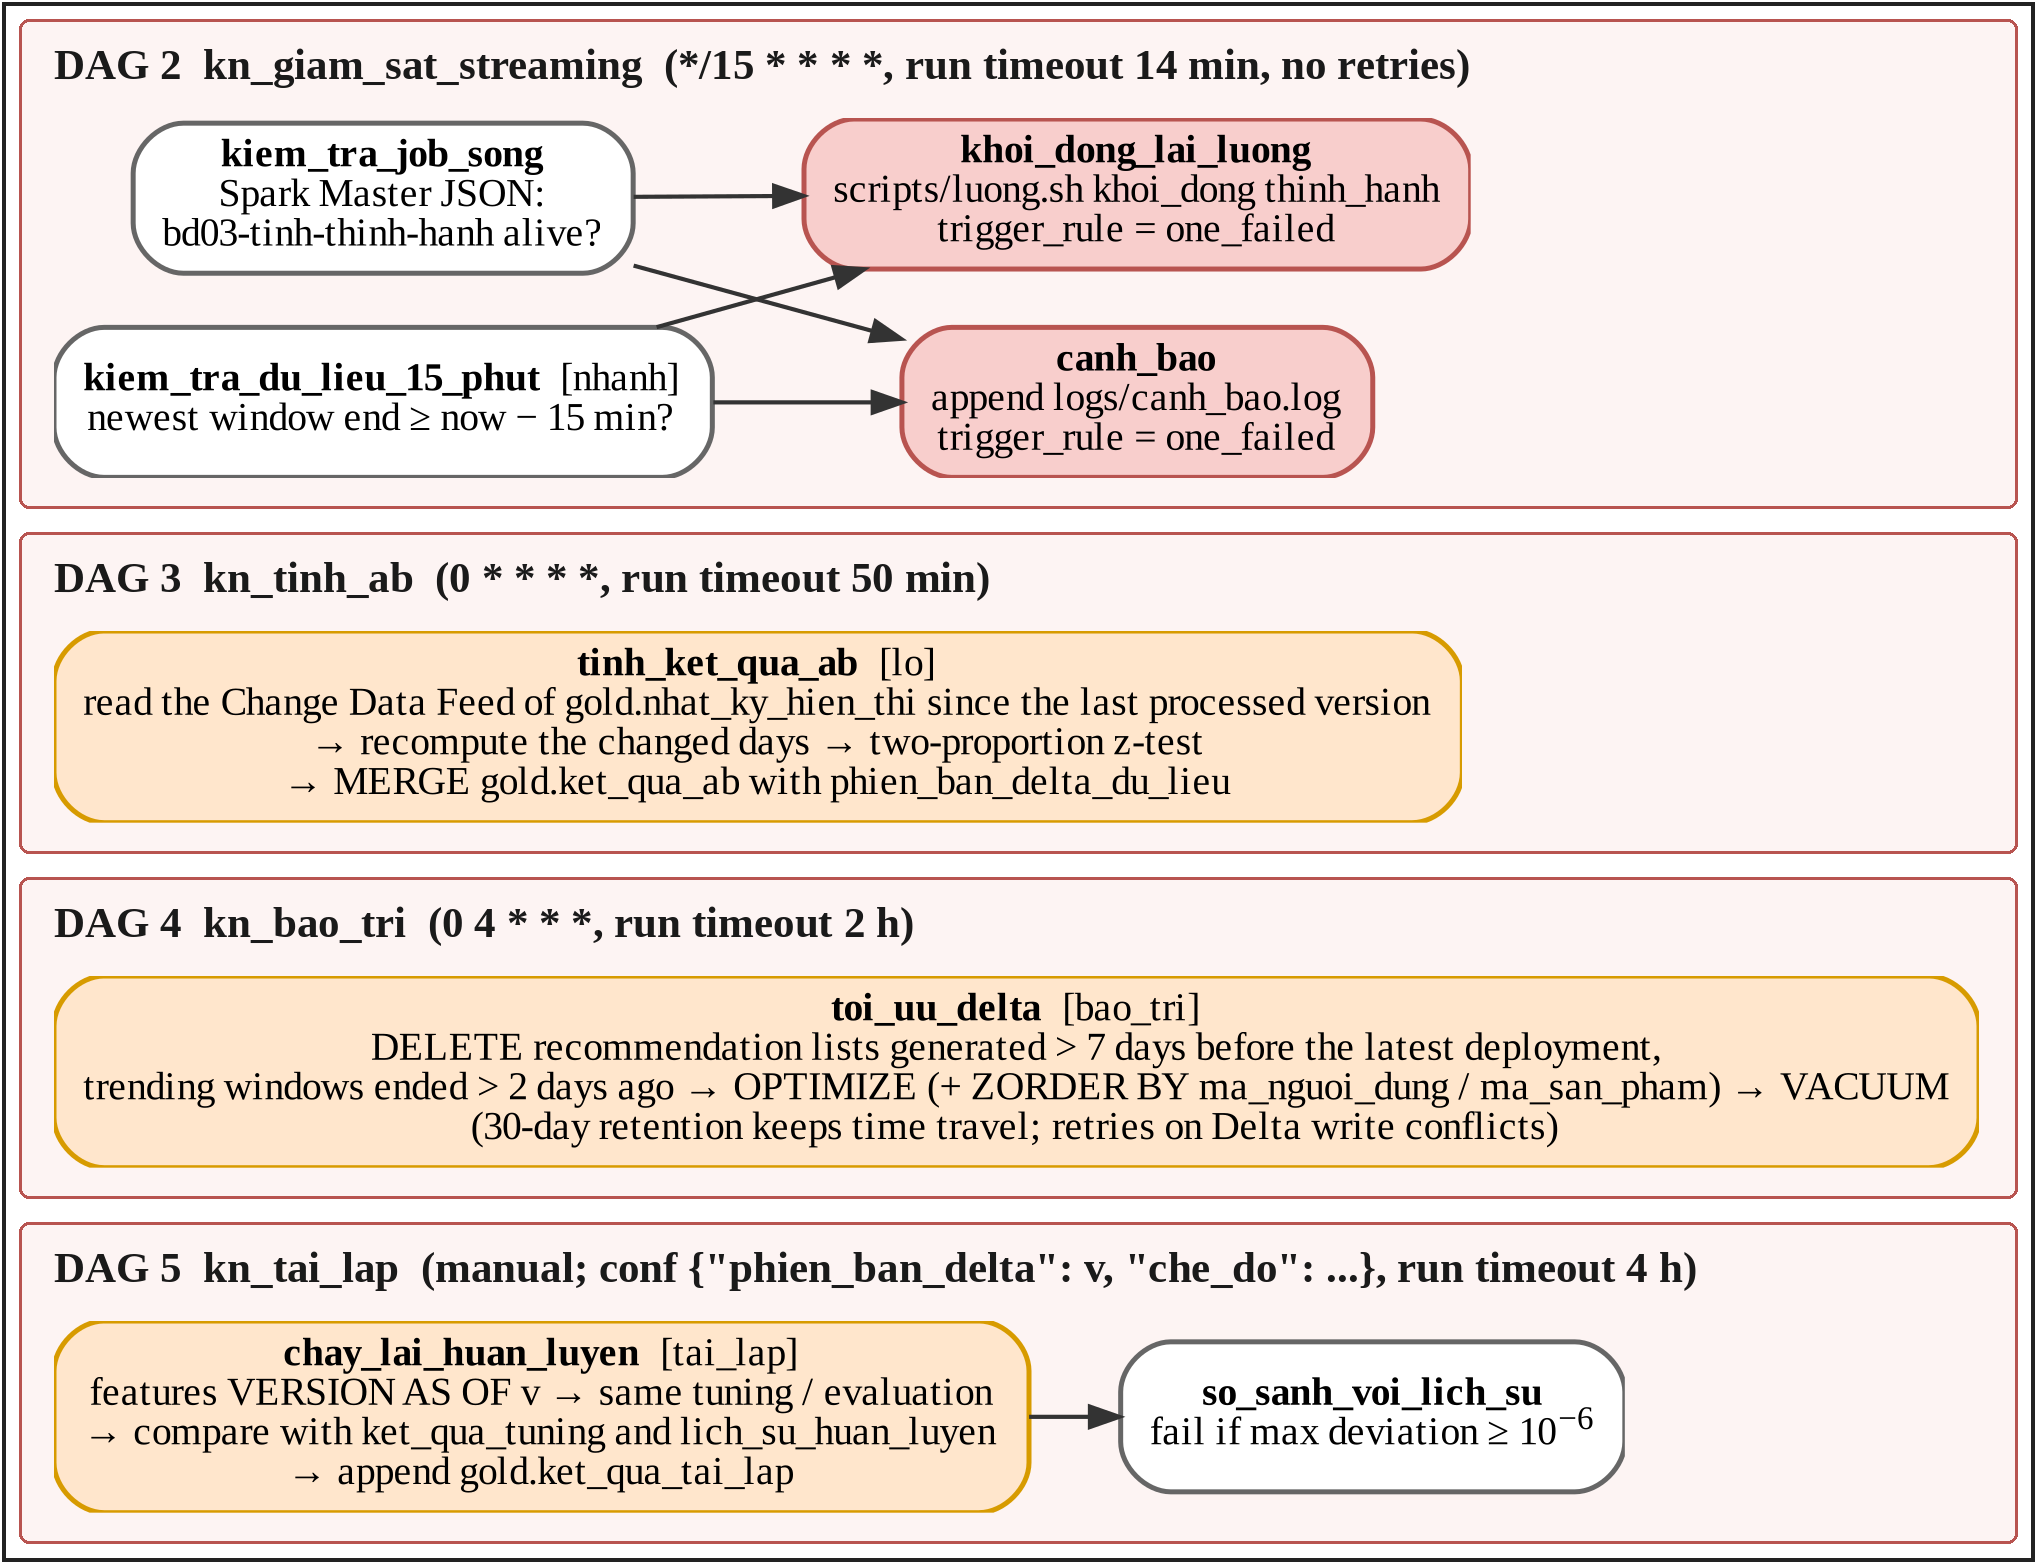 DAG 2 kn_giam_sat_streaming (*/15 * * * *, run timeout 14 min, no retries)
kiem_tra_job_song
Spark Master JSON:
bd03-tinh-thinh-hanh alive?
khoi_dong_lai_luong
scripts/luong.sh khoi_dong thinh_hanh
trigger_rule = one_failed
kiem_tra_du_lieu_15_phut [nhanh]
newest window end ≥ now − 15 min?
canh_bao
append logs/canh_bao.log
trigger_rule = one_failed
DAG 3 kn_tinh_ab (0 * * * *, run timeout 50 min)
tinh_ket_qua_ab [lo]
read the Change Data Feed of gold.nhat_ky_hien_thi since the last processed version
→ recompute the changed days → two-proportion z-test
→ MERGE gold.ket_qua_ab with phien_ban_delta_du_lieu
DAG 4 kn_bao_tri (0 4 * * *, run timeout 2 h)
toi_uu_delta [bao_tri]
DELETE recommendation lists generated > 7 days before the latest deployment,
trending windows ended > 2 days ago → OPTIMIZE (+ ZORDER BY ma_nguoi_dung / ma_san_pham) → VACUUM
(30-day retention keeps time travel; retries on Delta write conflicts)
DAG 5 kn_tai_lap (manual; conf {"phien_ban_delta": v, "che_do": ...}, run timeout 4 h)
chay_lai_huan_luyen [tai_lap]
features VERSION AS OF v → same tuning / evaluation
→ compare with ket_qua_tuning and lich_su_huan_luyen
→ append gold.ket_qua_tai_lap
so_sanh_voi_lich_su
fail if max deviation ≥ 10⁻⁶